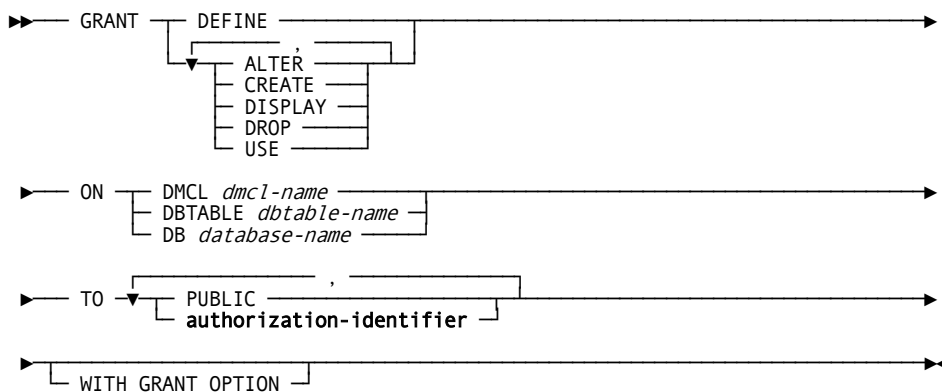 GRANT DEFINE
,
ALTER
CREATE
DISPLAY
DROP
USE
ON DMCL dmcl-name
DBTABLE dbtable-name
DB database-name
,
TO PUBLIC
authorization-identifier
WITH GRANT OPTION